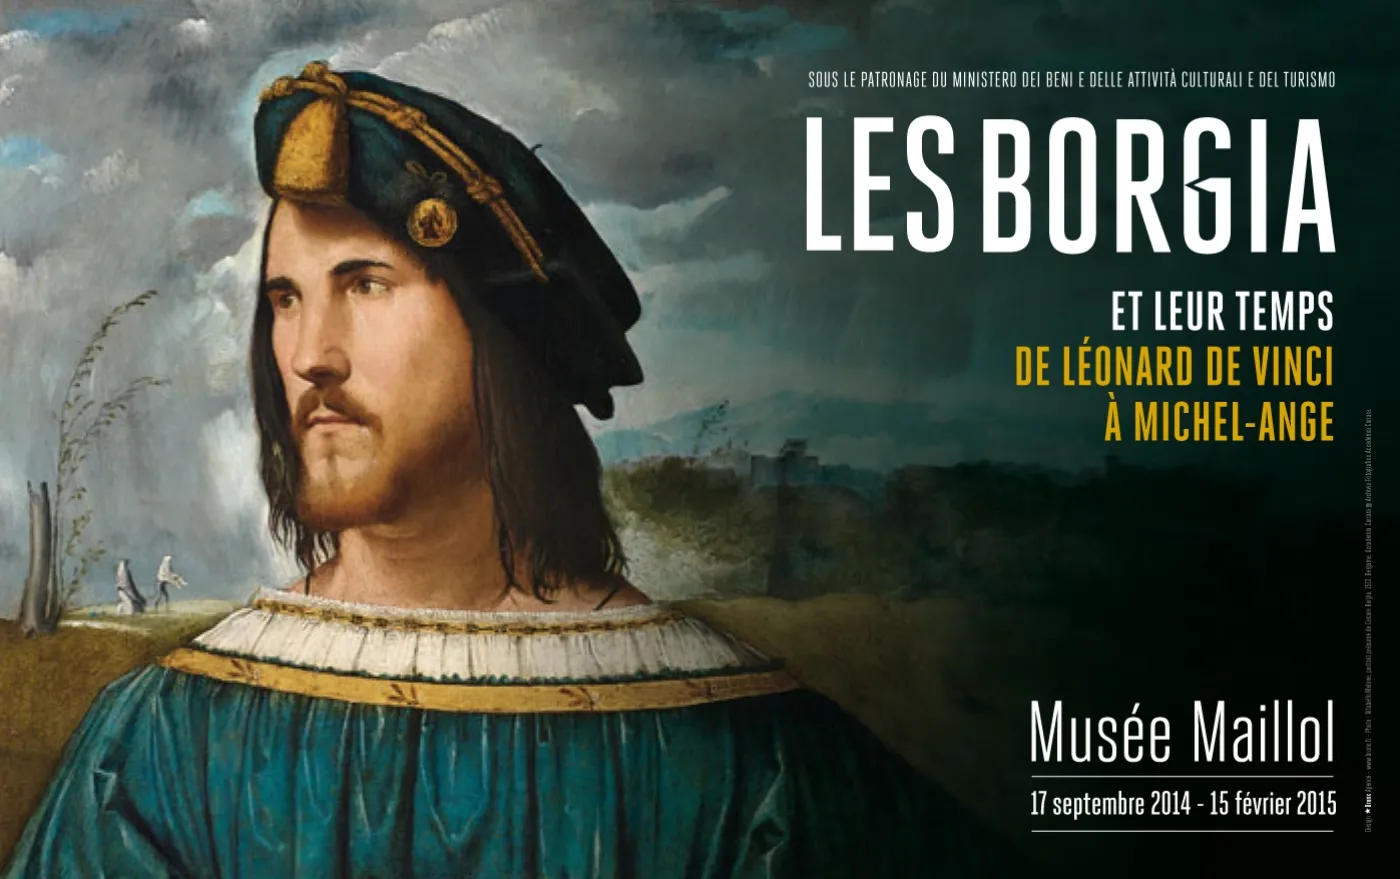 SOUS LE PATRONAGE DU MINISTERO DEI BENI E DELLE ATTIVITÀ CULTURALI E DEL TURISMO
LES BORGIA
ET LEUR TEMPS
DE LÉONARD DE VINCI
À MICHEL-ANGE
Musée Maillol
17 septembre 2014 - 15 février 2015